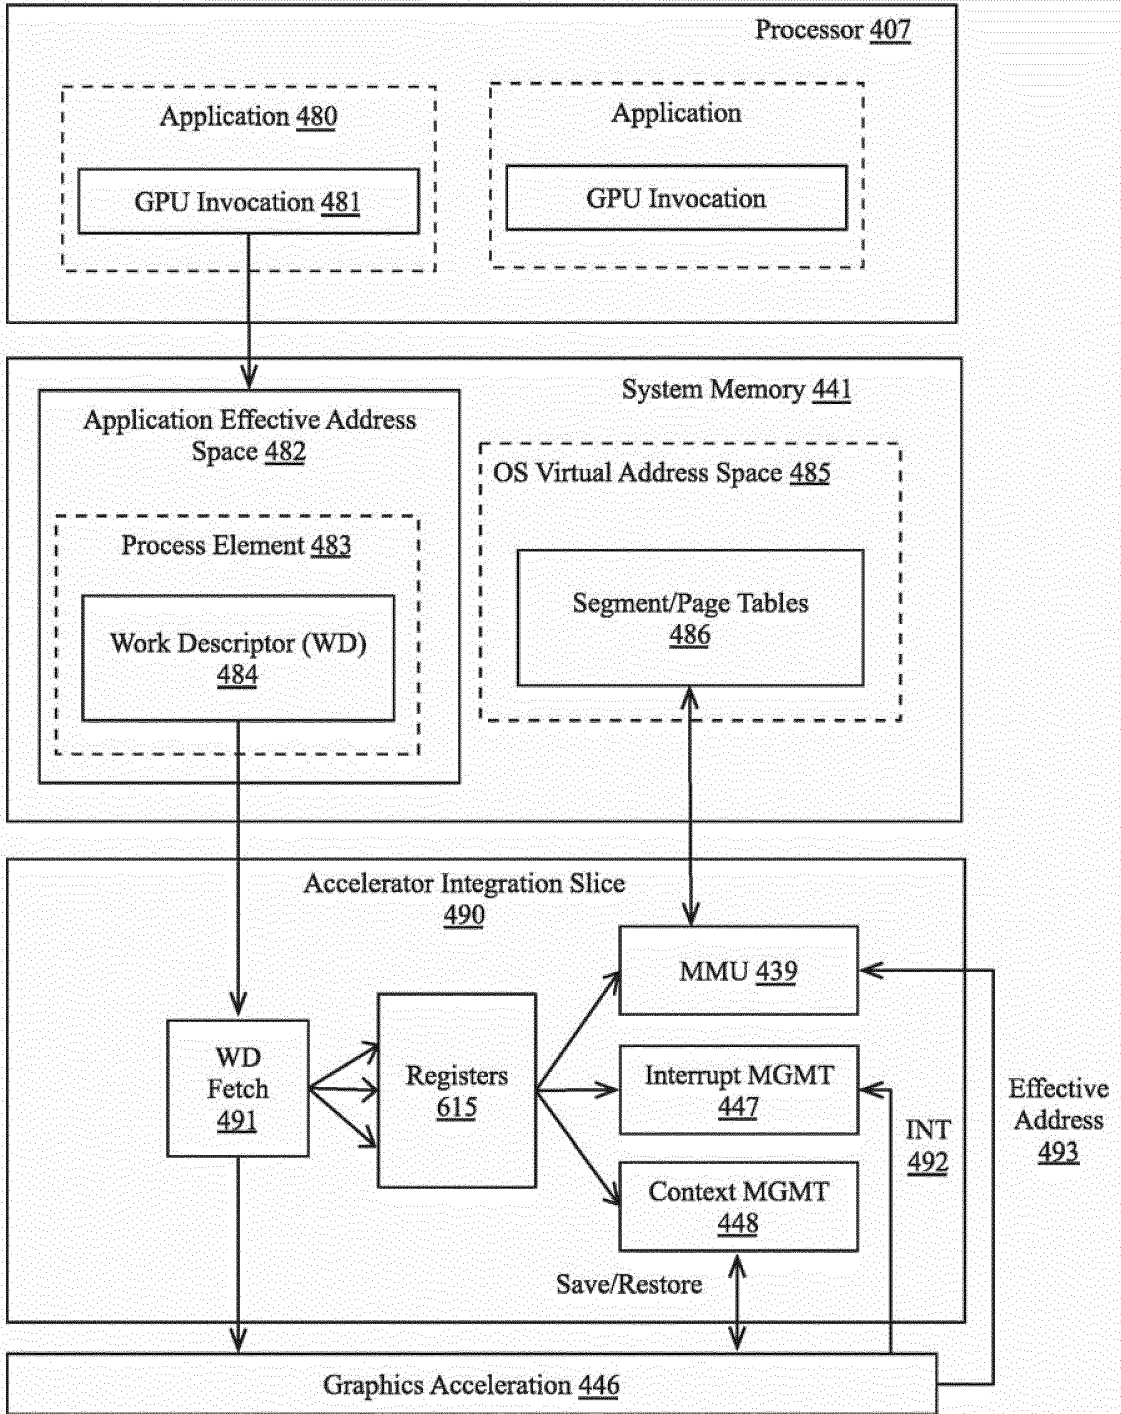 Processor 407
Application 480
Application
GPU Invocation 481
GPU Invocation
System Memory 441
Application Effective Address
Space 482
OS Virtual Address Space 485
Process Element 483
Segment/Page Tables
486
Work Descriptor (WD)
484
Accelerator Integration Slice
490
MMU 439
WD
Fetch
491
Registers
615
Interrupt MGMT
447
Effective
Address
493
INT
492
Context MGMT
448
Save/Restore
Graphics Acceleration 446